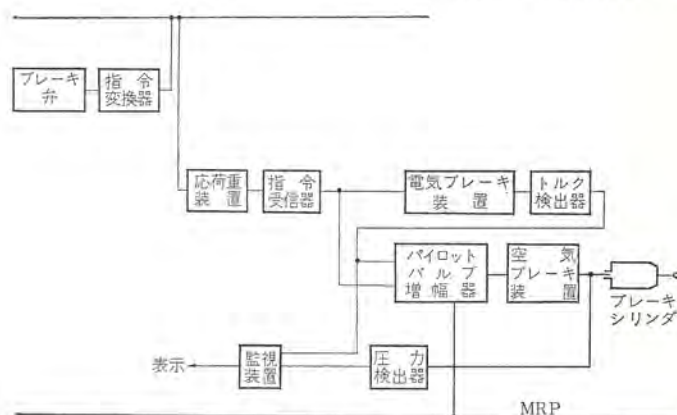 ブレーキ
弁
指令
変換器
応荷重
装置
指令
受信器
電気ブレーキ
装置
トルク
検出器
パイロット
バルブ
増幅器
空気
ブレーキ
装置
ブレーキ
シリンダ
表示
監視
装置
圧力
検出器
MRP